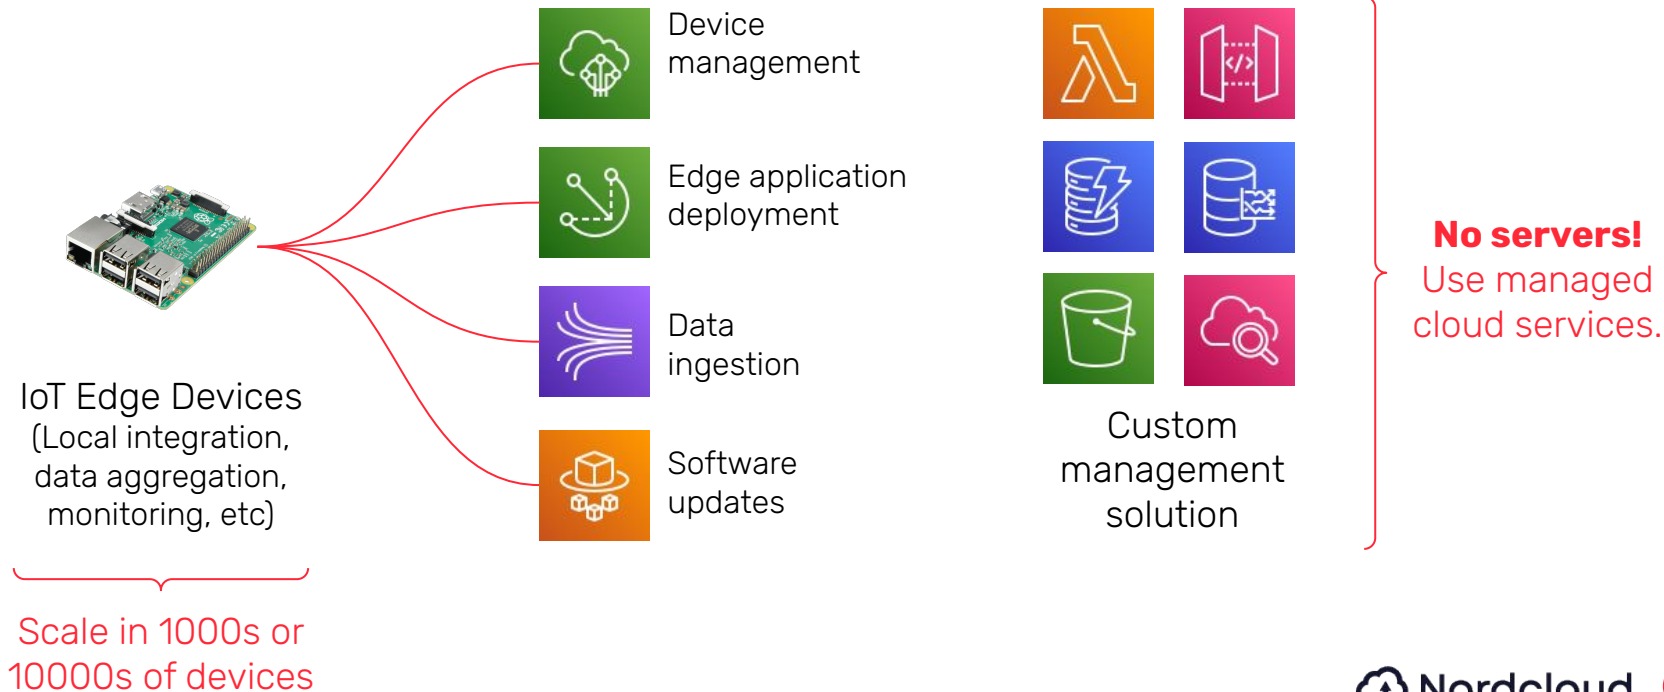 Device
management
Edge application
deployment
Data
ingestion
Software
updates
IoT Edge Devices
(Local integration,
data aggregation,
monitoring, etc)
Scale in 1000s or
10000s of devices
</>
Custom
management
solution
No servers!
Use managed
cloud services.
Nordcloud